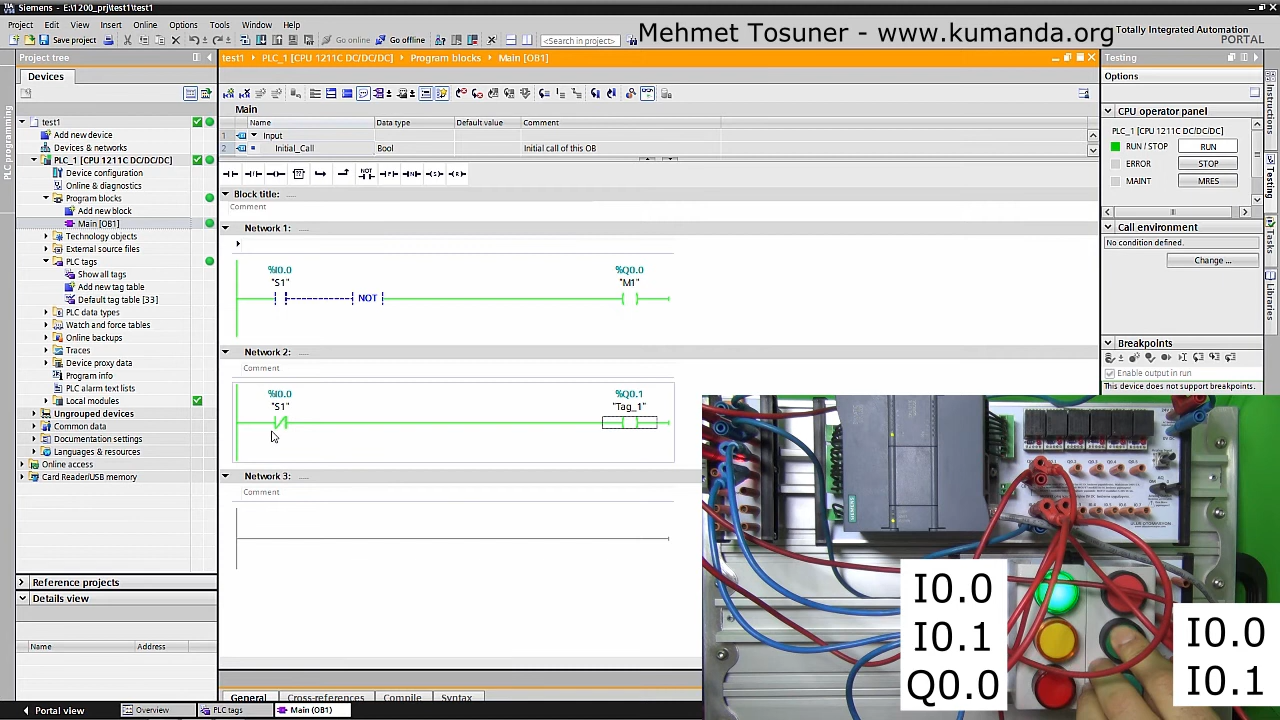 Siemens - E:\1200_prj\test1\test1
Project Edit View Insert Online Options Tools Window Help
Mehmet Tosuner - www.kumanda.org
Totally Integrated Automation
PORTAL
Save project
Go online
Go offline
<Search in project>
Project tree
test1 PLC_1 [CPU 1211C DC/DC/DC] Program blocks Main [OB1]
Testing
Devices
Options
PLC programming
test1
Add new device
Devices & networks
PLC_1 [CPU 1211C DC/DC/DC]
Device configuration
Online & diagnostics
Program blocks
Add new block
Main [OB1]
Technology objects
External source files
PLC tags
Show all tags
Add new tag table
Default tag table [33]
PLC data types
Watch and force tables
Online backups
Traces
Device proxy data
Program info
PLC alarm text lists
Local modules
Ungrouped devices
Common data
Documentation settings
Languages & resources
Online access
Card Reader/USB memory
Reference projects
Details view
Name Address
Main
Name Data type Default value Comment
1 Input
2 Initial_Call Bool Initial call of this OB
Block title: .....
Comment
Network 1: .....
%I0.0
"S1"
NOT
%Q0.0
"M1"
Network 2: .....
Comment
%I0.0
"S1"
%Q0.1
"Tag_1"
Network 3: .....
Comment
General Cross-references Compile Syntax
CPU operator panel
PLC_1 [CPU 1211C DC/DC/DC]
RUN / STOP RUN
ERROR STOP
MAINT MRES
Call environment
No condition defined.
Change ...
Breakpoints
Enable output in run
This device does not support breakpoints.
Instructions
Testing
Tasks
Libraries
SIEMENS
I0.0
I0.1
Q0.0
I0.0
I0.1
Portal view
Overview
PLC tags
Main (OB1)